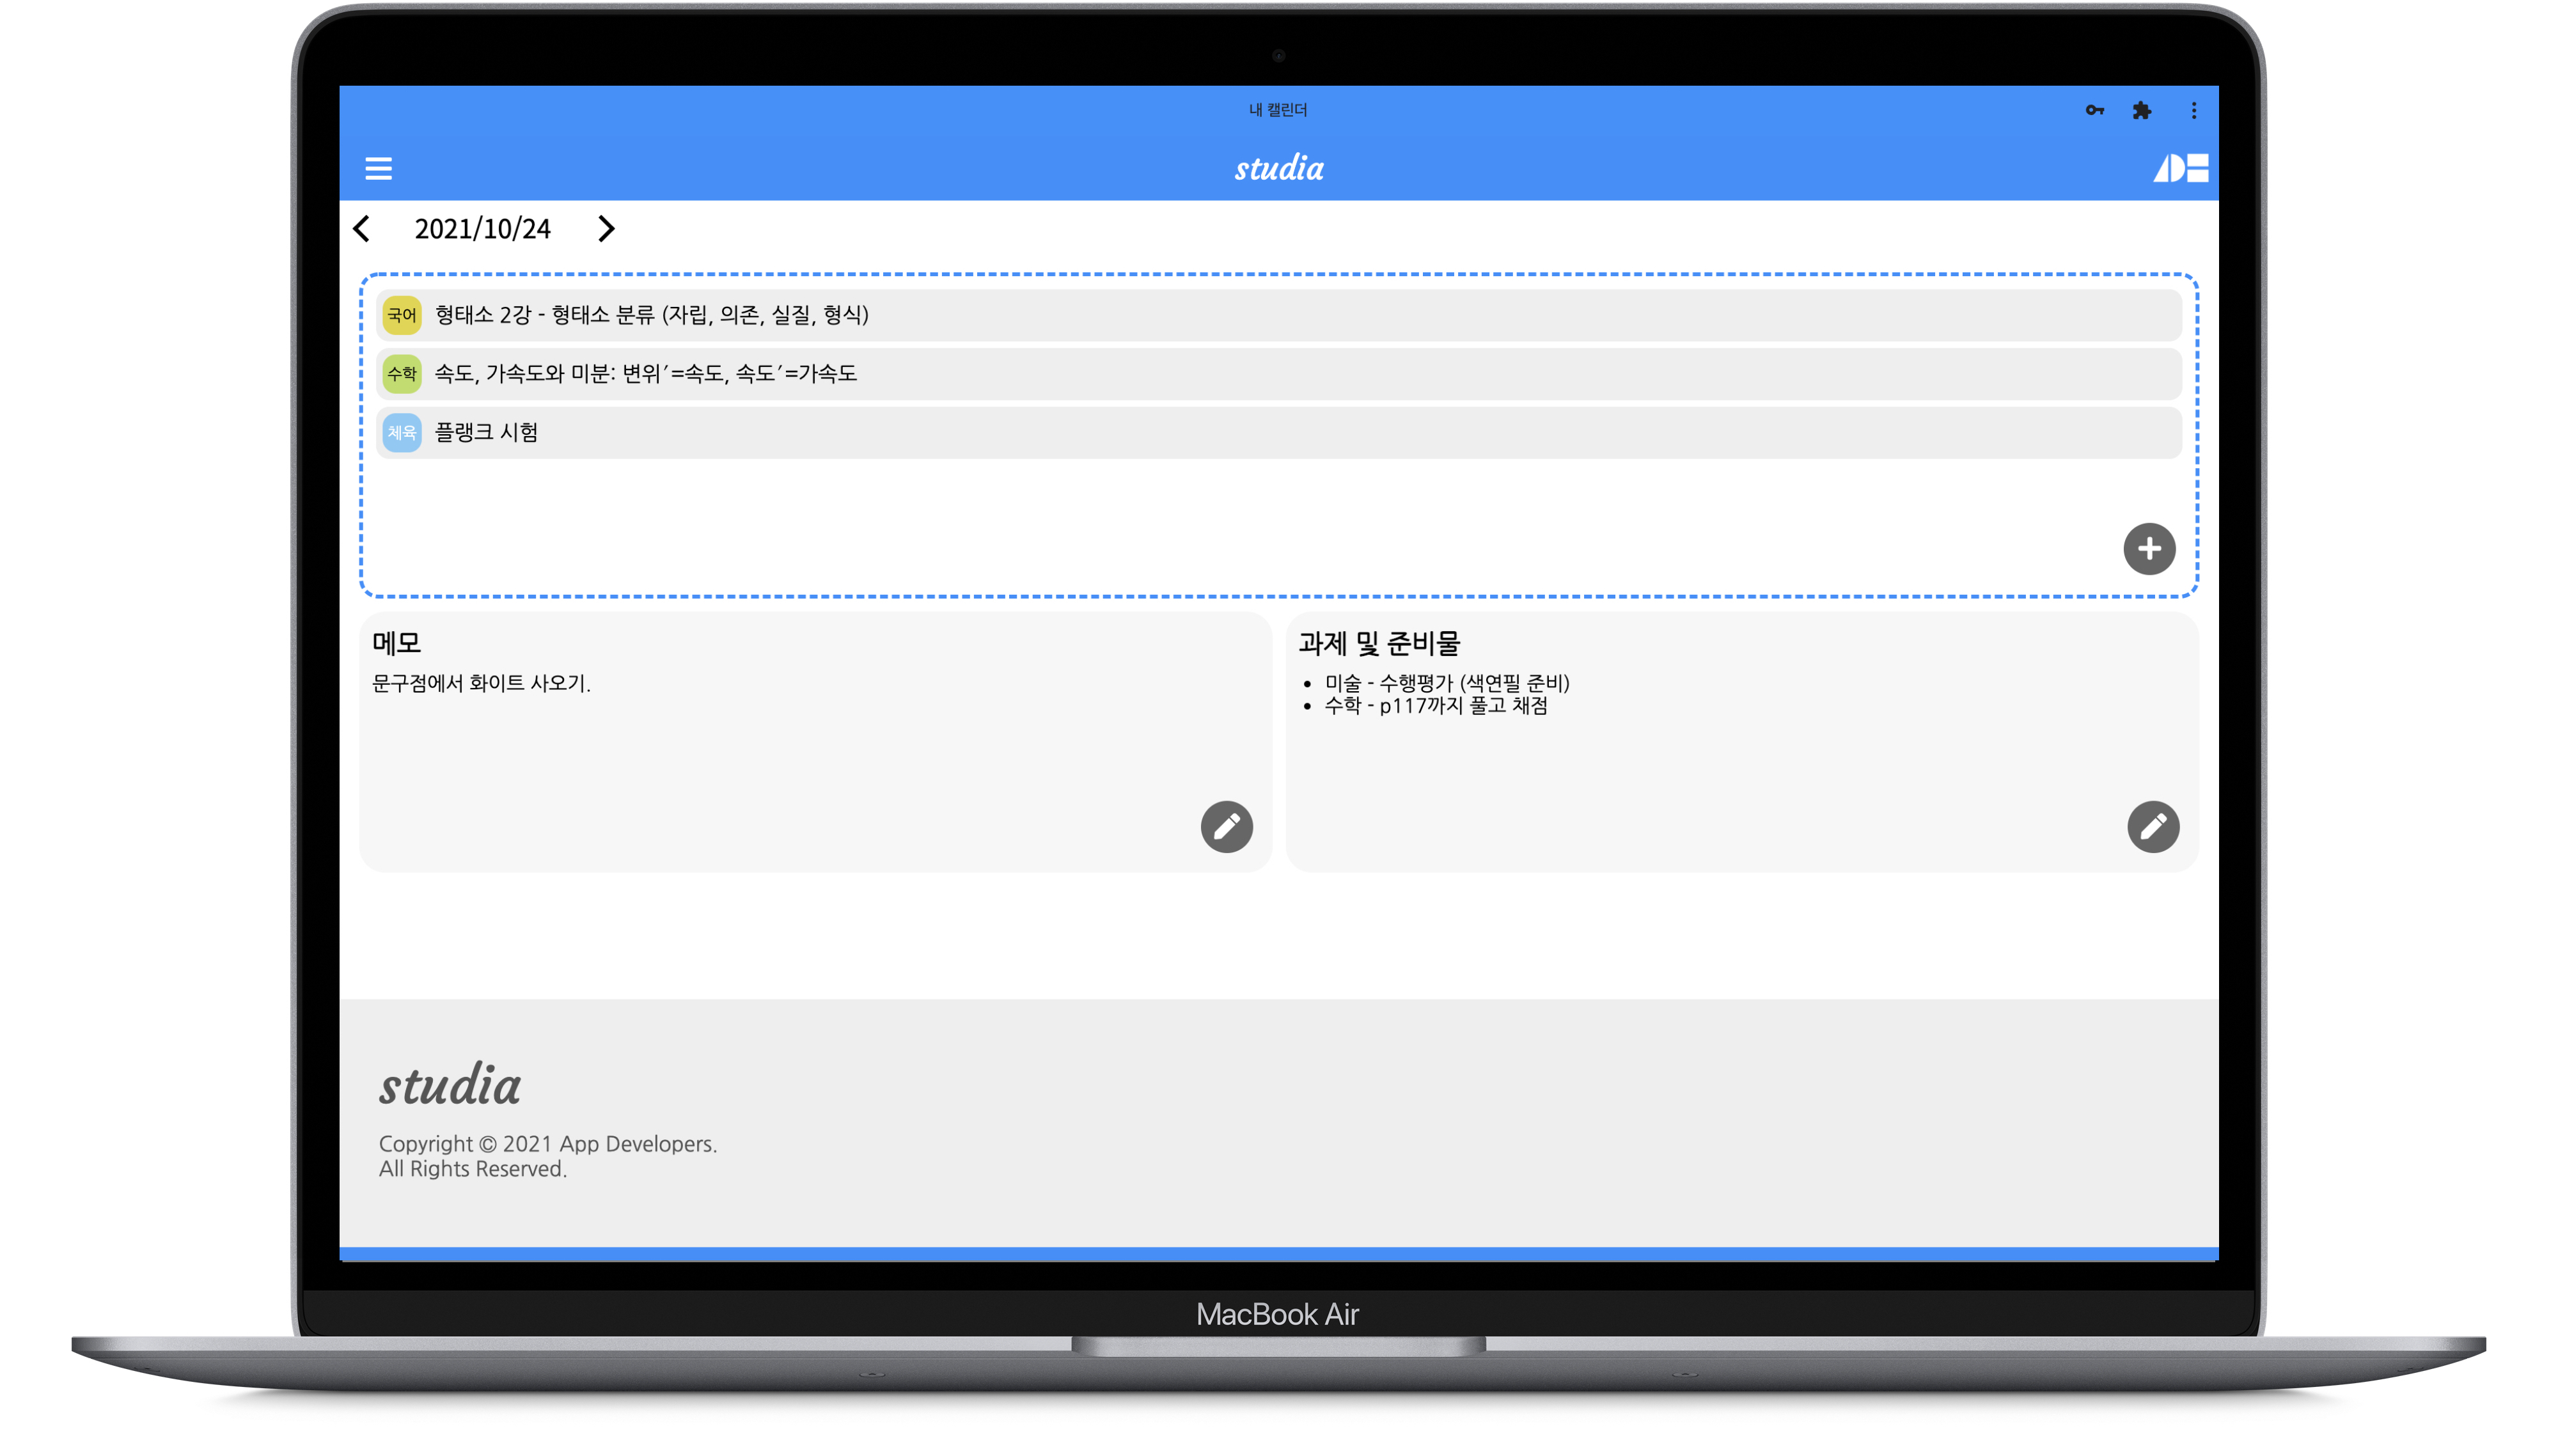 내 캘린더
studia
2021/10/24
국어 형태소 2강 - 형태소 분류 (자립, 의존, 실질, 형식)
수학 속도, 가속도와 미분: 변위′=속도, 속도′=가속도
체육 플랭크 시험
메모
문구점에서 화이트 사오기.
과제 및 준비물
• 미술 - 수행평가 (색연필 준비)
• 수학 - p117까지 풀고 채점
studia
Copyright © 2021 App Developers.
All Rights Reserved.
MacBook Air